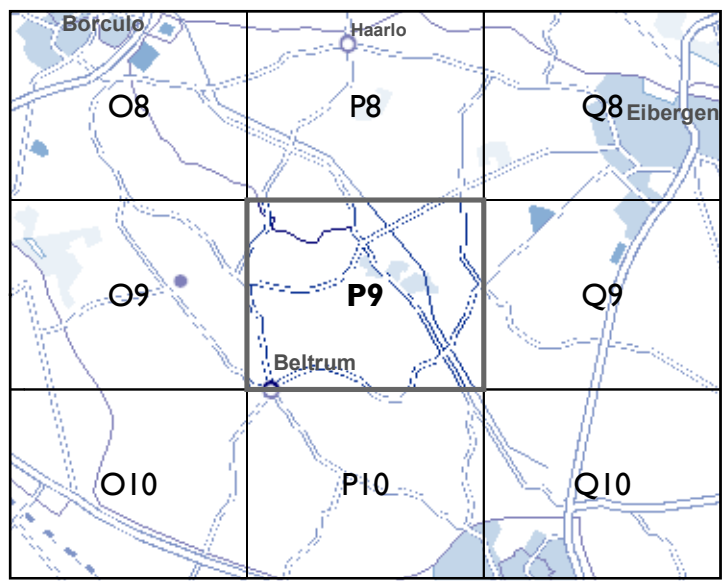 Borculo
Haarlo
O8
P8
Q8
Eibergen
O9
P9
Q9
Beltrum
O10
P10
Q10